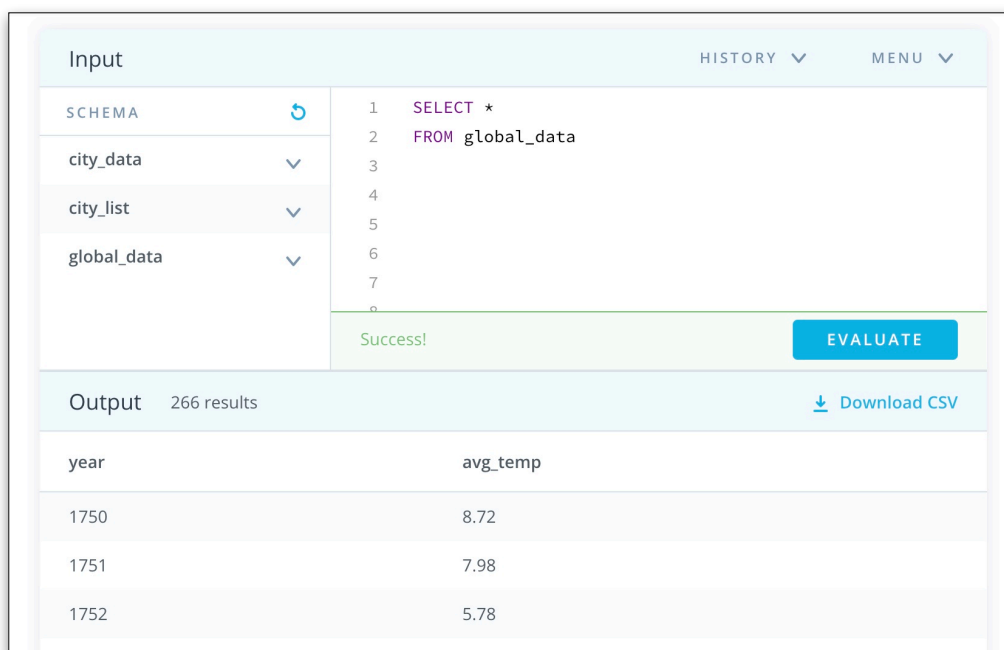 Input HISTORY MENU
SCHEMA
city_data
city_list
global_data
1 SELECT *
2 FROM global_data
3
4
5
6
7
Success! EVALUATE
Output 266 results Download CSV
year avg_temp
1750 8.72
1751 7.98
1752 5.78